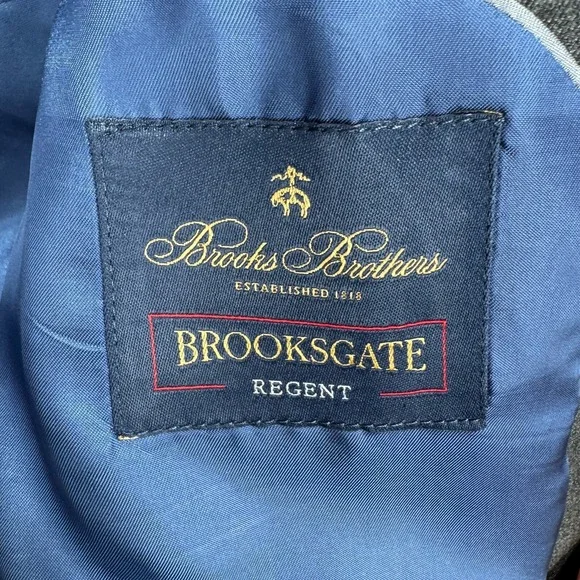 Brooks Brothers
ESTABLISHED 1818
BROOKSGATE
REGENT